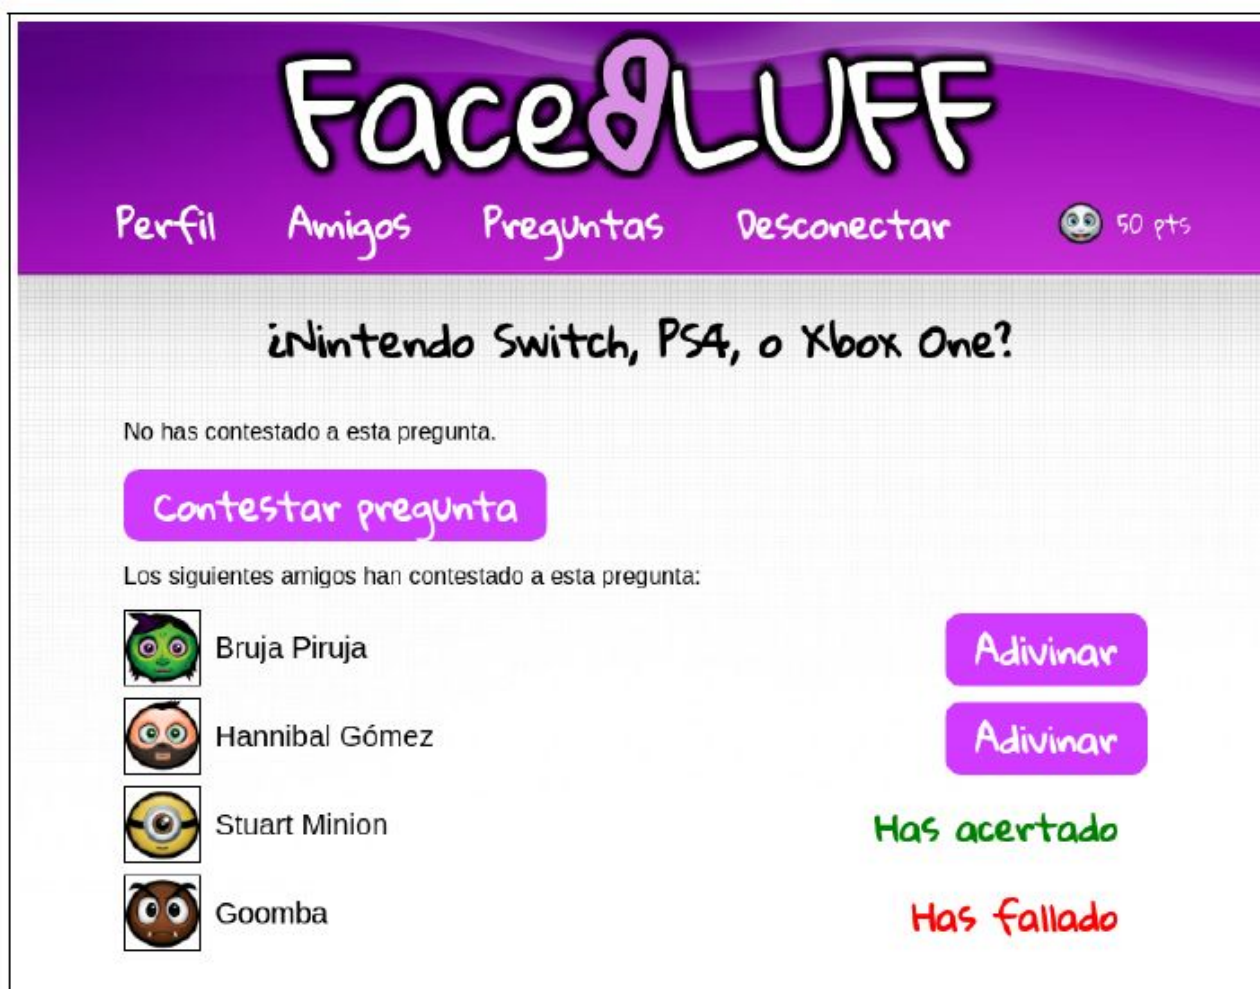 FaceBLUFF
Perfil Amigos Preguntas Desconectar 50 pts
¿Nintendo Switch, PS4, o Xbox One?
No has contestado a esta pregunta.
Contestar pregunta
Los siguientes amigos han contestado a esta pregunta:
Bruja Piruja Adivinar
Hannibal Gómez Adivinar
Stuart Minion Has acertado
Goomba Has fallado